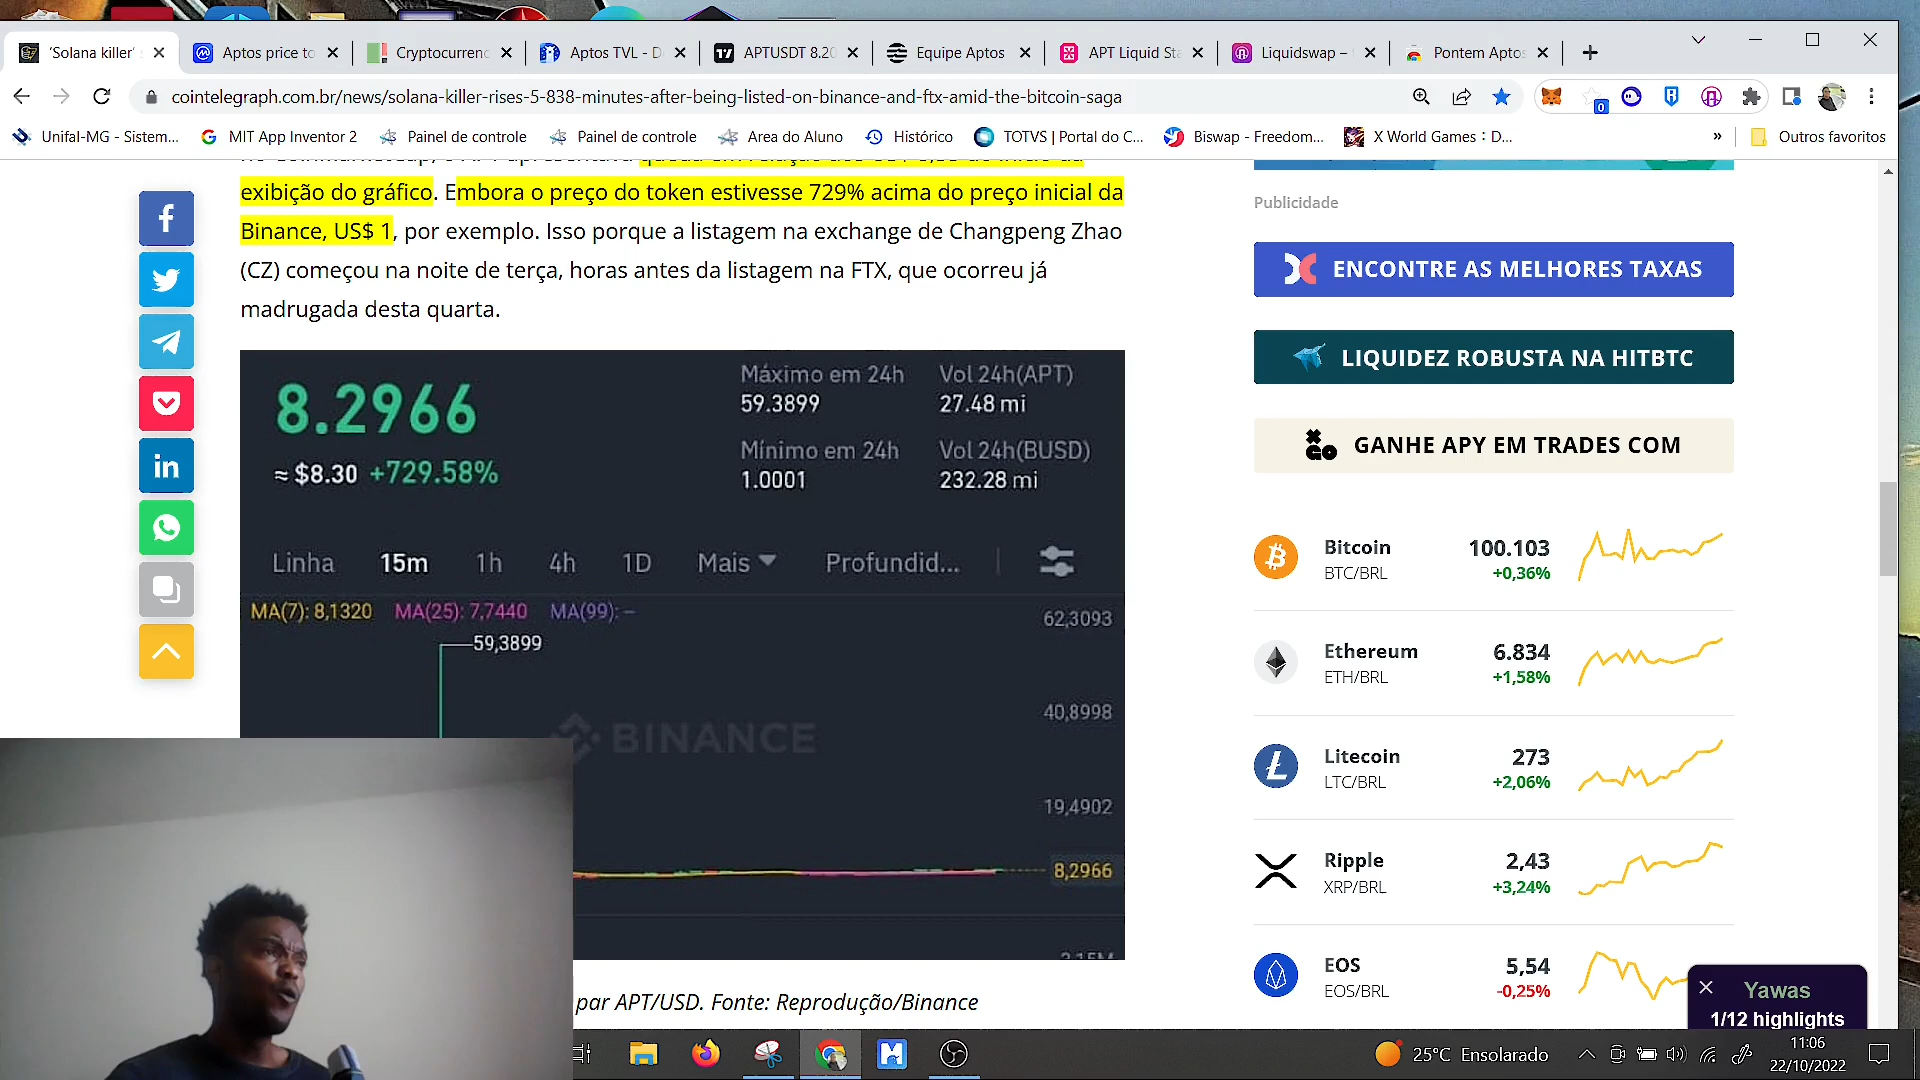 'Solana killer' s
Aptos price to
Cryptocurrenc
Aptos TVL - D
APTUSDT 8.20
Equipe Aptos
APT Liquid Sta
Liquidswap –
Pontem Aptos
cointelegraph.com.br/news/solana-killer-rises-5-838-minutes-after-being-listed-on-binance-and-ftx-amid-the-bitcoin-saga
0
Unifal-MG - Sistem...
MIT App Inventor 2
Painel de controle
Painel de controle
Area do Aluno
Histórico
TOTVS | Portal do C...
Biswap - Freedom...
X World Games : D...
»
Outros favoritos
exibição do gráfico. Embora o preço do token estivesse 729% acima do preço inicial da
Binance, US$ 1, por exemplo. Isso porque a listagem na exchange de Changpeng Zhao
(CZ) começou na noite de terça, horas antes da listagem na FTX, que ocorreu já
madrugada desta quarta.
8.2966
≈ $8.30 +729.58%
Máximo em 24h
59.3899
Vol 24h(APT)
27.48 mi
Mínimo em 24h
1.0001
Vol 24h(BUSD)
232.28 mi
Linha 15m 1h 4h 1D Mais Profundid...
MA(7): 8,1320 MA(25): 7,7440 MA(99): –
62,3093
59,3899
40,8998
BINANCE
19,4902
8,2966
par APT/USD. Fonte: Reprodução/Binance
Publicidade
ENCONTRE AS MELHORES TAXAS
LIQUIDEZ ROBUSTA NA HITBTC
GANHE APY EM TRADES COM
Bitcoin 100.103
BTC/BRL +0,36%
Ethereum 6.834
ETH/BRL +1,58%
Litecoin 273
LTC/BRL +2,06%
Ripple 2,43
XRP/BRL +3,24%
EOS 5,54
EOS/BRL -0,25%
Yawas
1/12 highlights
25°C Ensolarado
11:06
22/10/2022